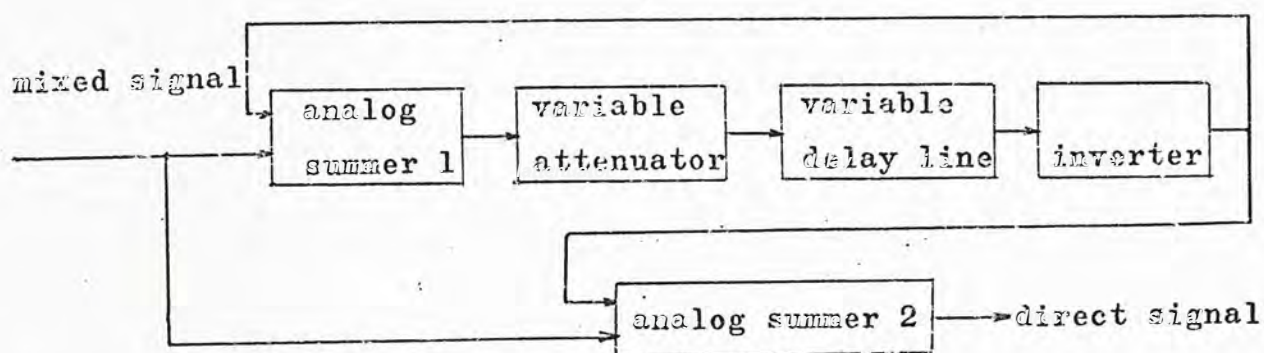 mixed signal
analog
summer 1
variable
attenuator
variable
delay line
inverter
analog summer 2
direct signal